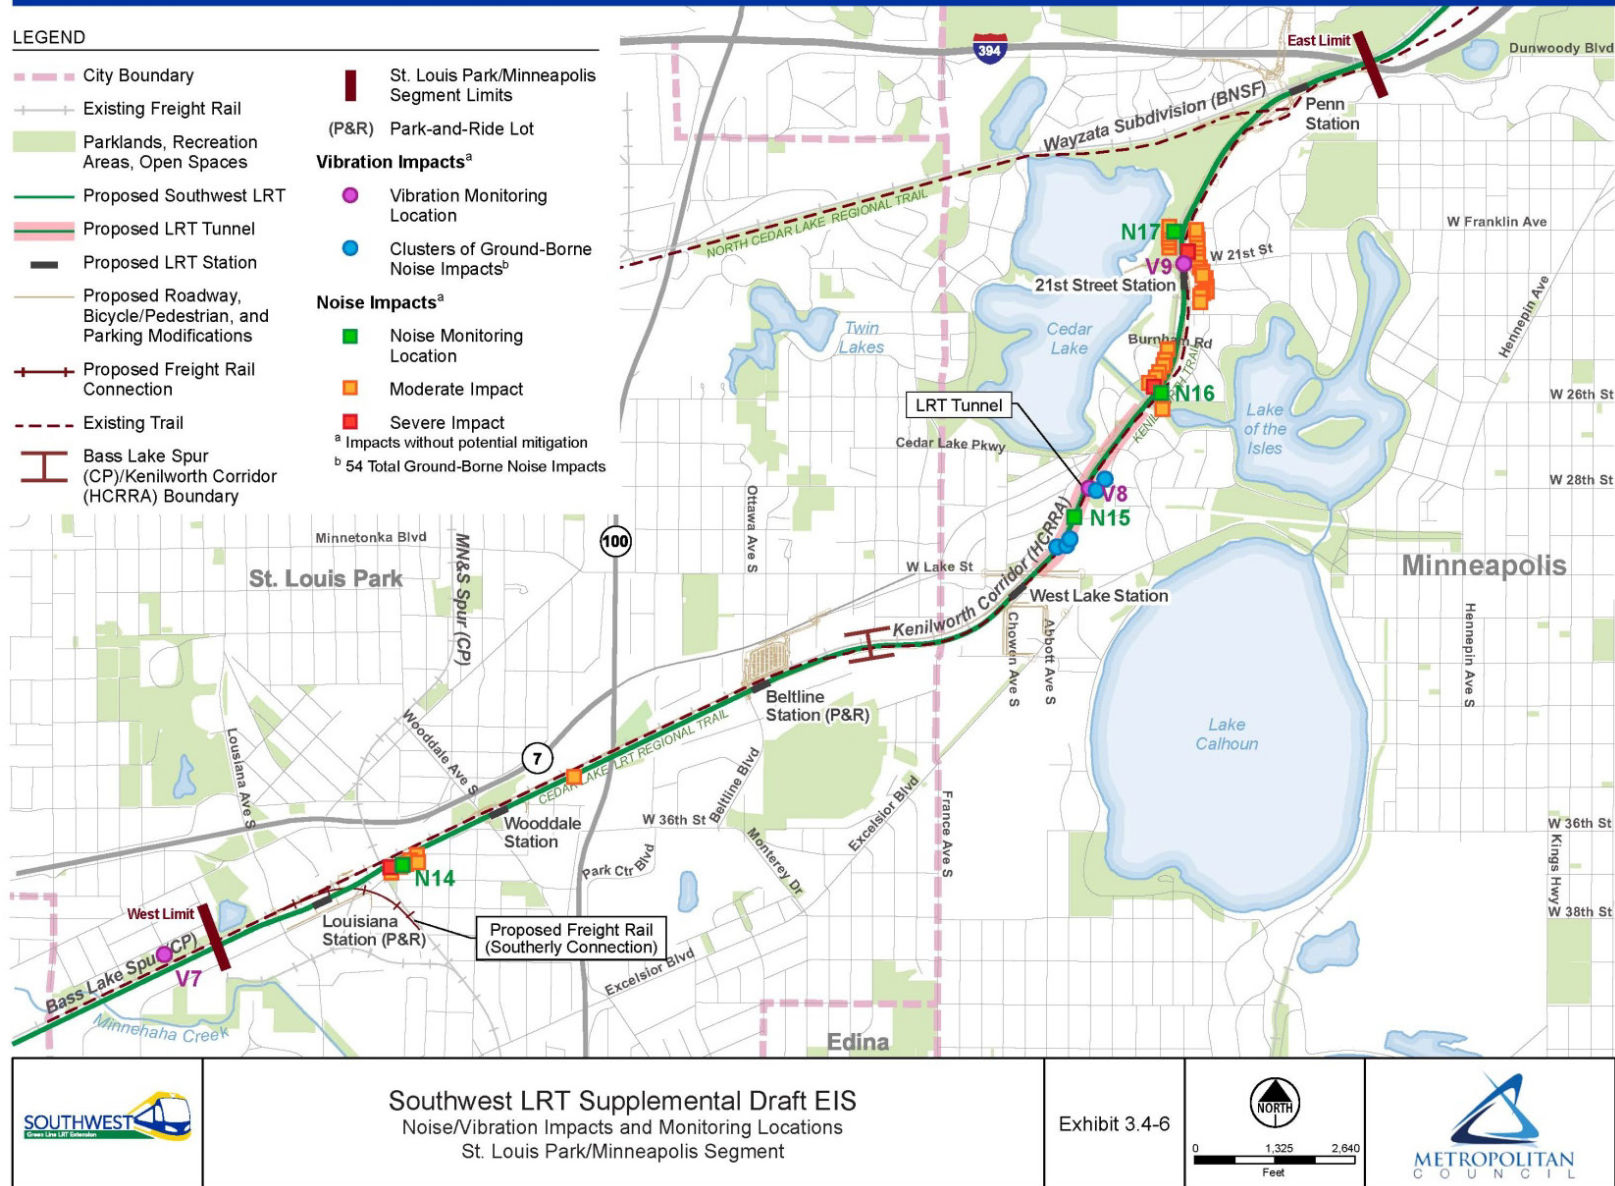 LEGEND
City Boundary
Existing Freight Rail
Parklands, Recreation
Areas, Open Spaces
Proposed Southwest LRT
Proposed LRT Tunnel
Proposed LRT Station
Proposed Roadway,
Bicycle/Pedestrian, and
Parking Modifications
Proposed Freight Rail
Connection
Existing Trail
Bass Lake Spur
(CP)/Kenilworth Corridor
(HCRRA) Boundary
St. Louis Park/Minneapolis
Segment Limits
(P&R) Park-and-Ride Lot
Vibration Impacts a
Vibration Monitoring
Location
Clusters of Ground-Borne
Noise Impacts b
Noise Impacts a
Noise Monitoring
Location
Moderate Impact
Severe Impact
a Impacts without potential mitigation
b 54 Total Ground-Borne Noise Impacts
394
East Limit
Dunwoody Blvd
Penn
Station
Wayzata Subdivision (BNSF)
NORTH CEDAR LAKE REGIONAL TRAIL
N17
W Franklin Ave
W 21st St
V9
21st Street Station
Hennepin Ave
Twin
Lakes
Cedar
Lake
Burnham Rd
N16
KENILWORTH TRAIL
LRT Tunnel
Lake
of the
Isles
W 26th St
Cedar Lake Pkwy
W 28th St
V8
N15
Ottawa Ave S
100
Minnetonka Blvd
St. Louis Park
MN&S Spur (CP)
W Lake St
Kenilworth Corridor (HCRRA)
West Lake Station
Minneapolis
Chowen Ave S
Abbott Ave S
Hennepin Ave S
Beltline
Station (P&R)
Lake
Calhoun
Wooddale Ave S
Lousiana Ave S
7
CEDAR LAKE LRT REGIONAL TRAIL
Beltline Blvd
Excelsior Blvd
France Ave S
W 36th St
Wooddale
Station
Monterey Dr
Park Ctr Blvd
W 36th St
Kings Hwy
W 38th St
N14
West Limit
Louisiana
Station (P&R)
Proposed Freight Rail
(Southerly Connection)
Excelsior Blvd
Bass Lake Spur (CP)
V7
Minnehaha Creek
Edina
SOUTHWEST
Green Line LRT Extension
Southwest LRT Supplemental Draft EIS
Noise/Vibration Impacts and Monitoring Locations
St. Louis Park/Minneapolis Segment
Exhibit 3.4-6
NORTH
0 1,325 2,640
Feet
METROPOLITAN
COUNCIL